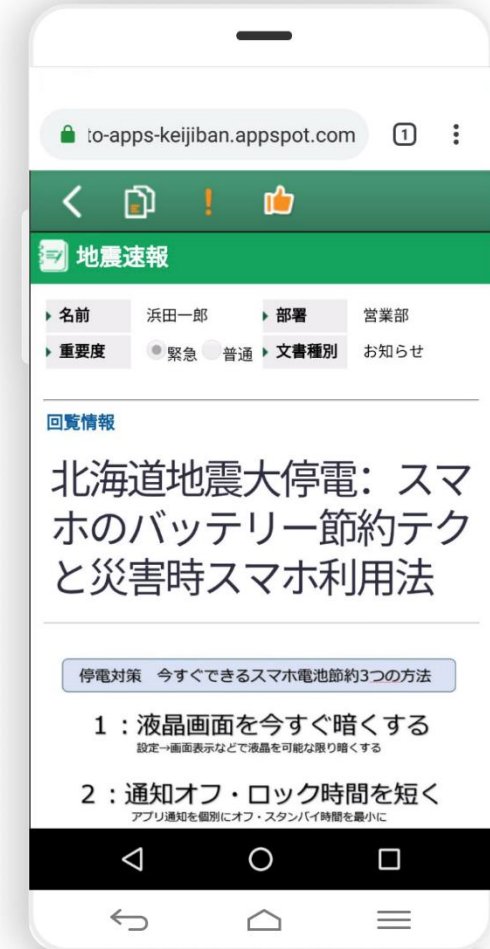 to-apps-keijiban.appspot.com 1
地震速報
名前 浜田一郎 部署 営業部
重要度 緊急 普通 文書種別 お知らせ
回覧情報
北海道地震大停電：スマ
ホのバッテリー節約テク
と災害時スマホ利用法
停電対策 今すぐできるスマホ電池節約3つの方法
1：液晶画面を今すぐ暗くする
設定→画面表示などで液晶を可能な限り暗くする
2：通知オフ・ロック時間を短く
アプリ通知を個別にオフ・スタンバイ時間を最小に